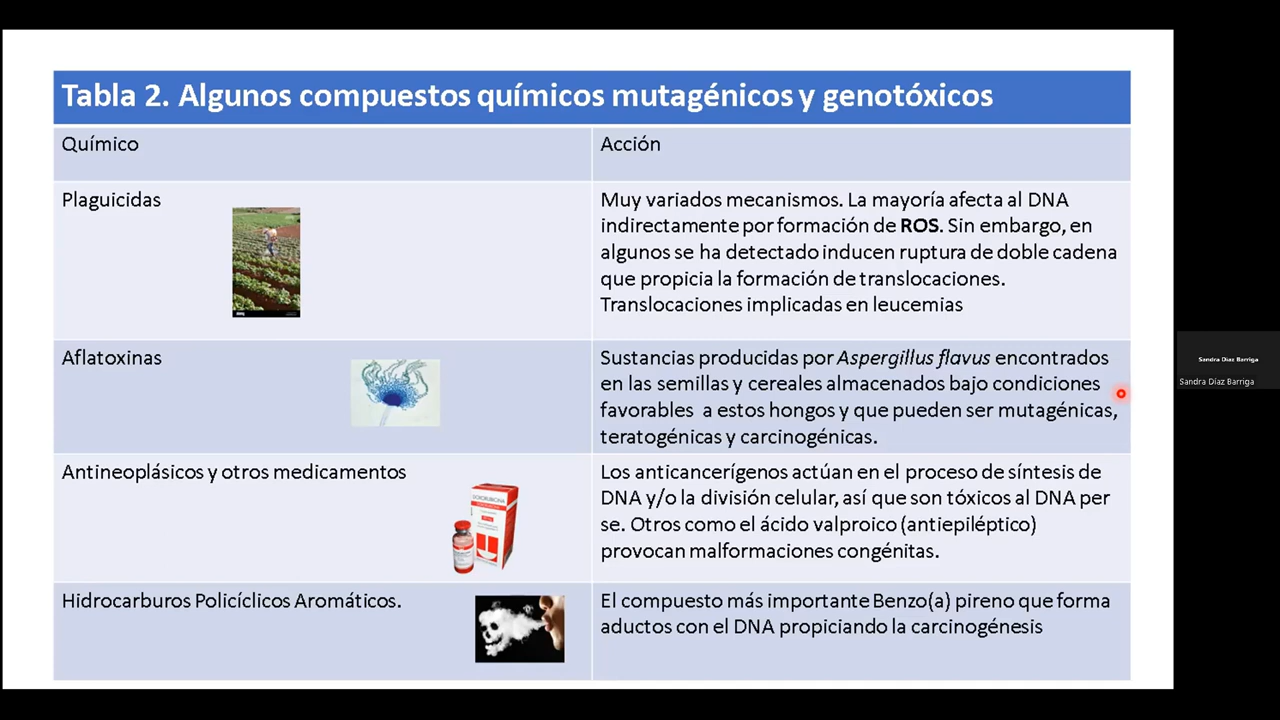 Tabla 2. Algunos compuestos químicos mutagénicos y genotóxicos
Químico
Acción
Plaguicidas
Muy variados mecanismos. La mayoría afecta al DNA
indirectamente por formación de ROS. Sin embargo, en
algunos se ha detectado inducen ruptura de doble cadena
que propicia la formación de translocaciones.
Translocaciones implicadas en leucemias
Aflatoxinas
Sustancias producidas por Aspergillus flavus encontrados
en las semillas y cereales almacenados bajo condiciones
favorables a estos hongos y que pueden ser mutagénicas,
teratogénicas y carcinogénicas.
Antineoplásicos y otros medicamentos
Los anticancerígenos actúan en el proceso de síntesis de
DNA y/o la división celular, así que son tóxicos al DNA per
se. Otros como el ácido valproico (antiepiléptico)
provocan malformaciones congénitas.
Hidrocarburos Policíclicos Aromáticos.
El compuesto más importante Benzo(a) pireno que forma
aductos con el DNA propiciando la carcinogénesis
Sandra Díaz Barriga
Sandra Díaz Barriga